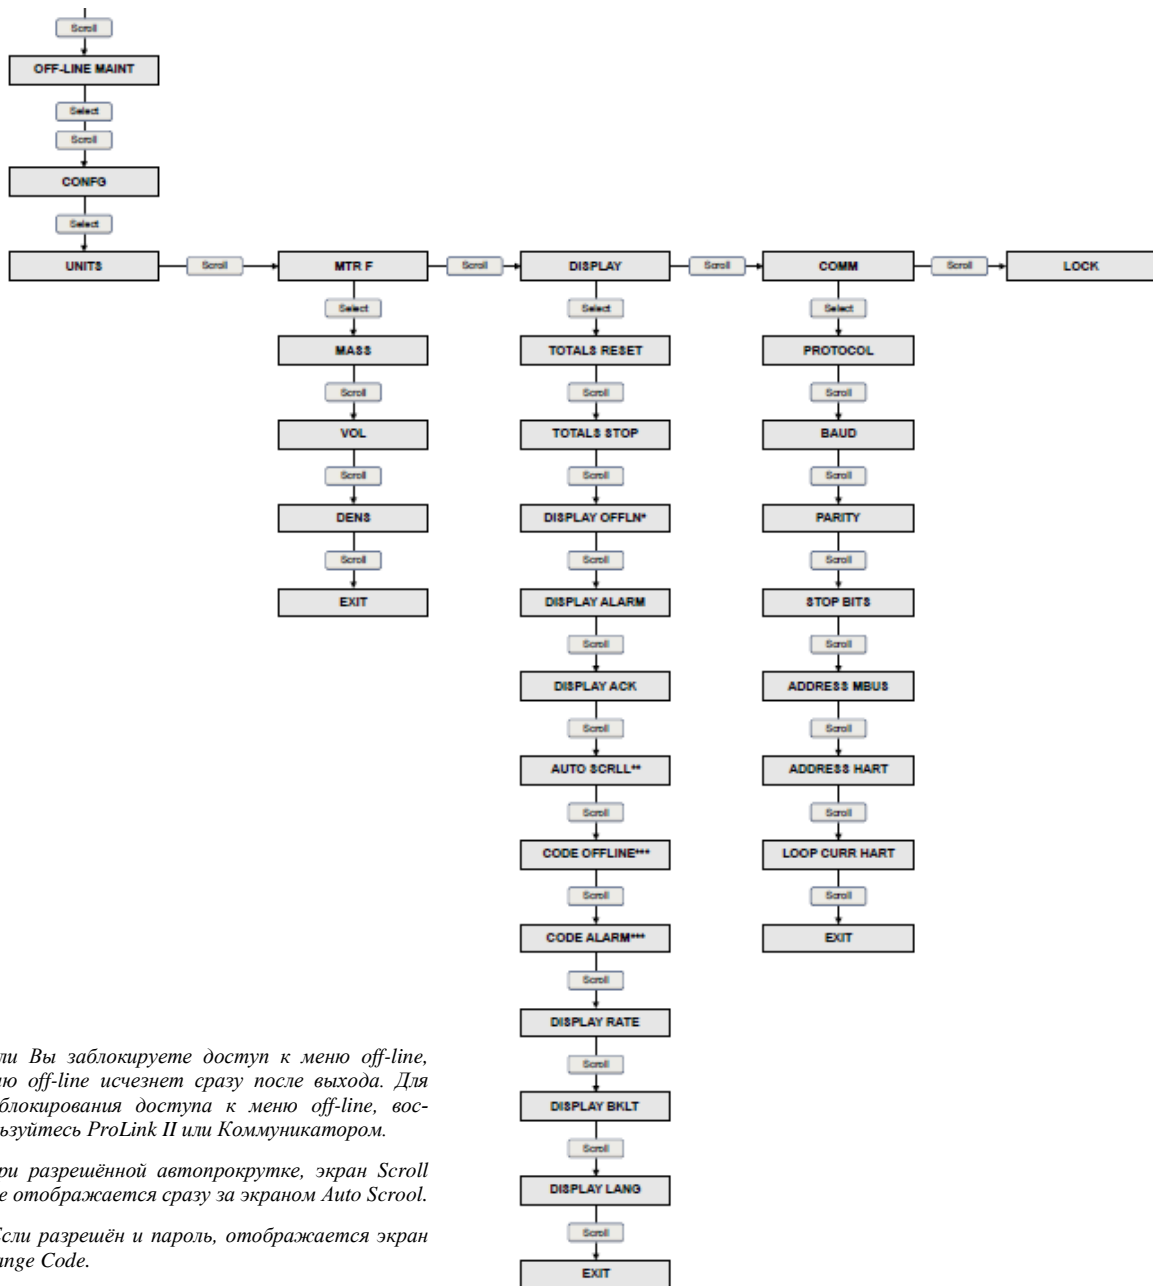 Scroll
OFF-LINE MAINT
Select
Scroll
CONFG
Select
UNITS
Scroll
MTR F
Scroll
DISPLAY
Scroll
COMM
Scroll
LOCK
Select
MASS
Scroll
VOL
Scroll
DENS
Scroll
EXIT
Select
TOTALS RESET
Scroll
TOTALS STOP
Scroll
DISPLAY OFFLN*
Scroll
DISPLAY ALARM
Scroll
DISPLAY ACK
Scroll
AUTO SCRLL**
Scroll
CODE OFFLINE***
Scroll
CODE ALARM***
Scroll
DISPLAY RATE
Scroll
DISPLAY BKLT
Scroll
DISPLAY LANG
Scroll
EXIT
Select
PROTOCOL
Scroll
BAUD
Scroll
PARITY
Scroll
STOP BITS
Scroll
ADDRESS MBUS
Scroll
ADDRESS HART
Scroll
LOOP CURR HART
Scroll
EXIT
ли Вы заблокируете доступ к меню off-line,
ню off-line исчезнет сразу после выхода. Для
блокирования доступа к меню off-line, вос-
льзуйтесь ProLink II или Коммуникатором.
ри разрешённой автопрокрутке, экран Scroll
е отображается сразу за экраном Auto Scrool.
Если разрешён и пароль, отображается экран
ange Code.